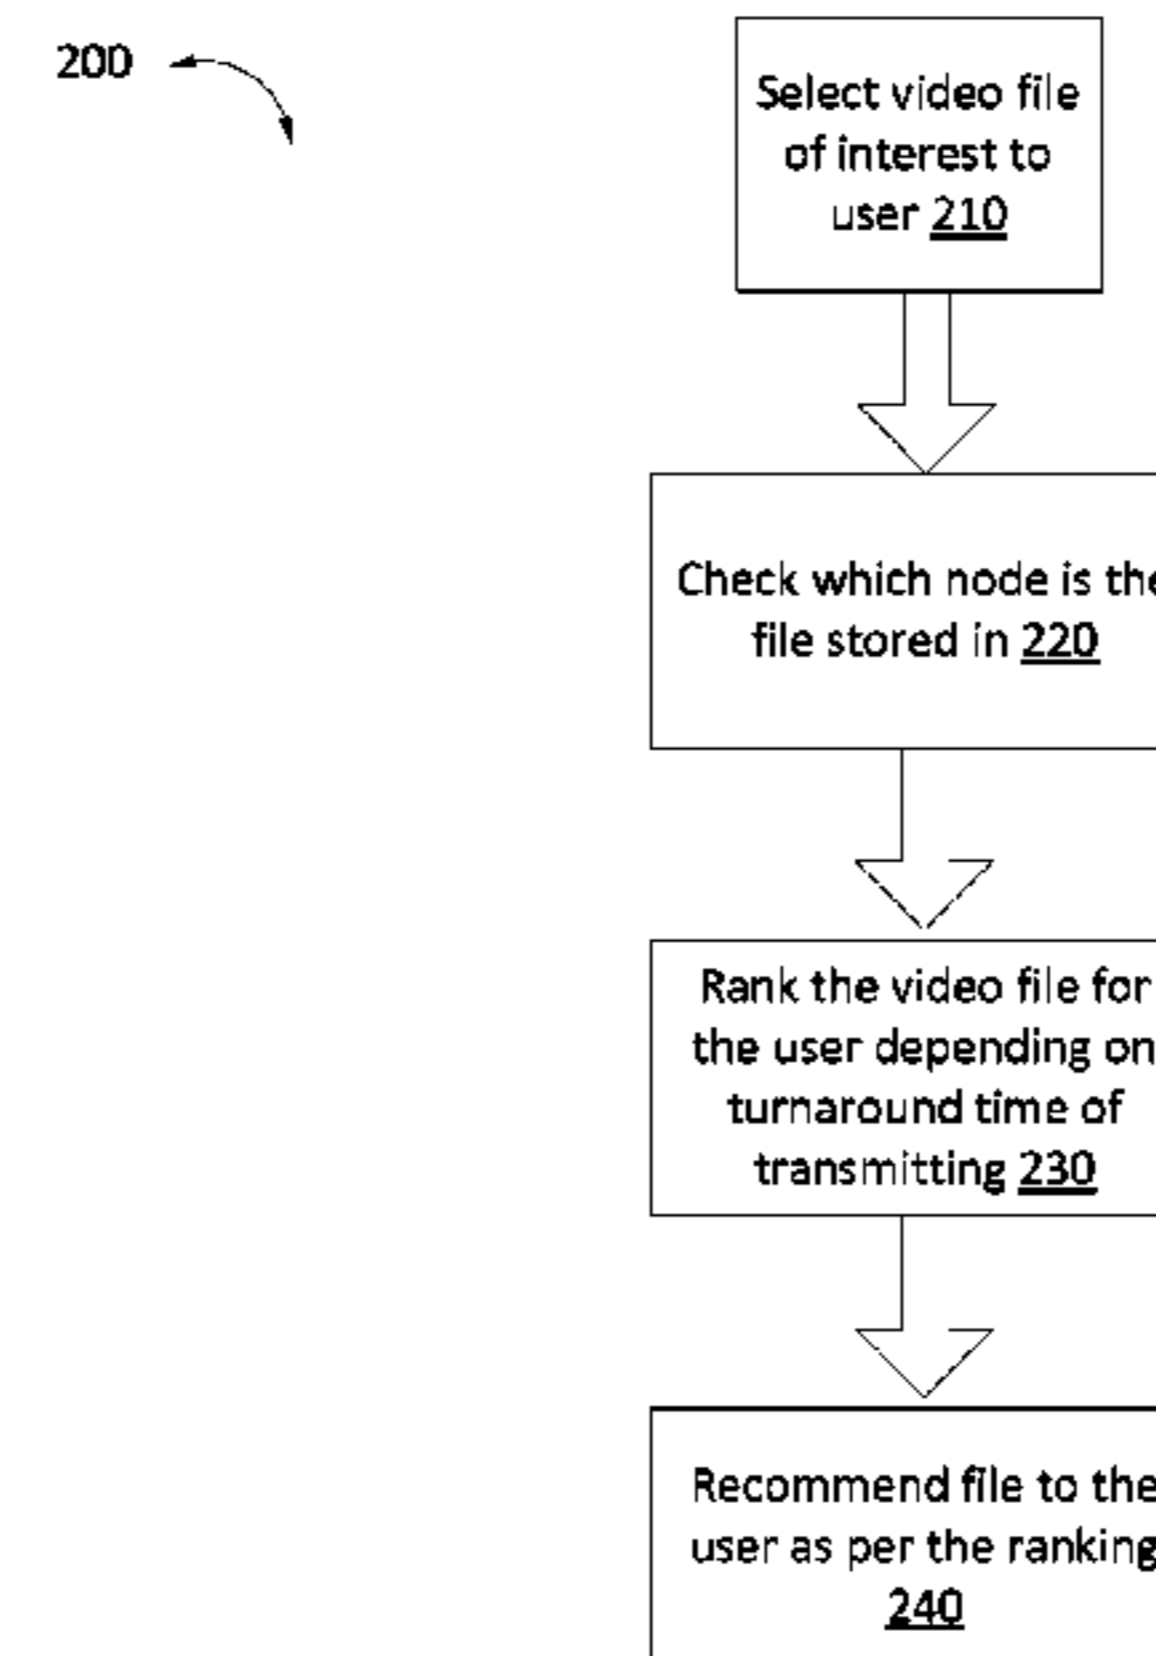 200
Select video file
of interest to
user 210
Check which node is the
file stored in 220
Rank the video file for
the user depending on
turnaround time of
transmitting 230
Recommend file to the
user as per the ranking
240